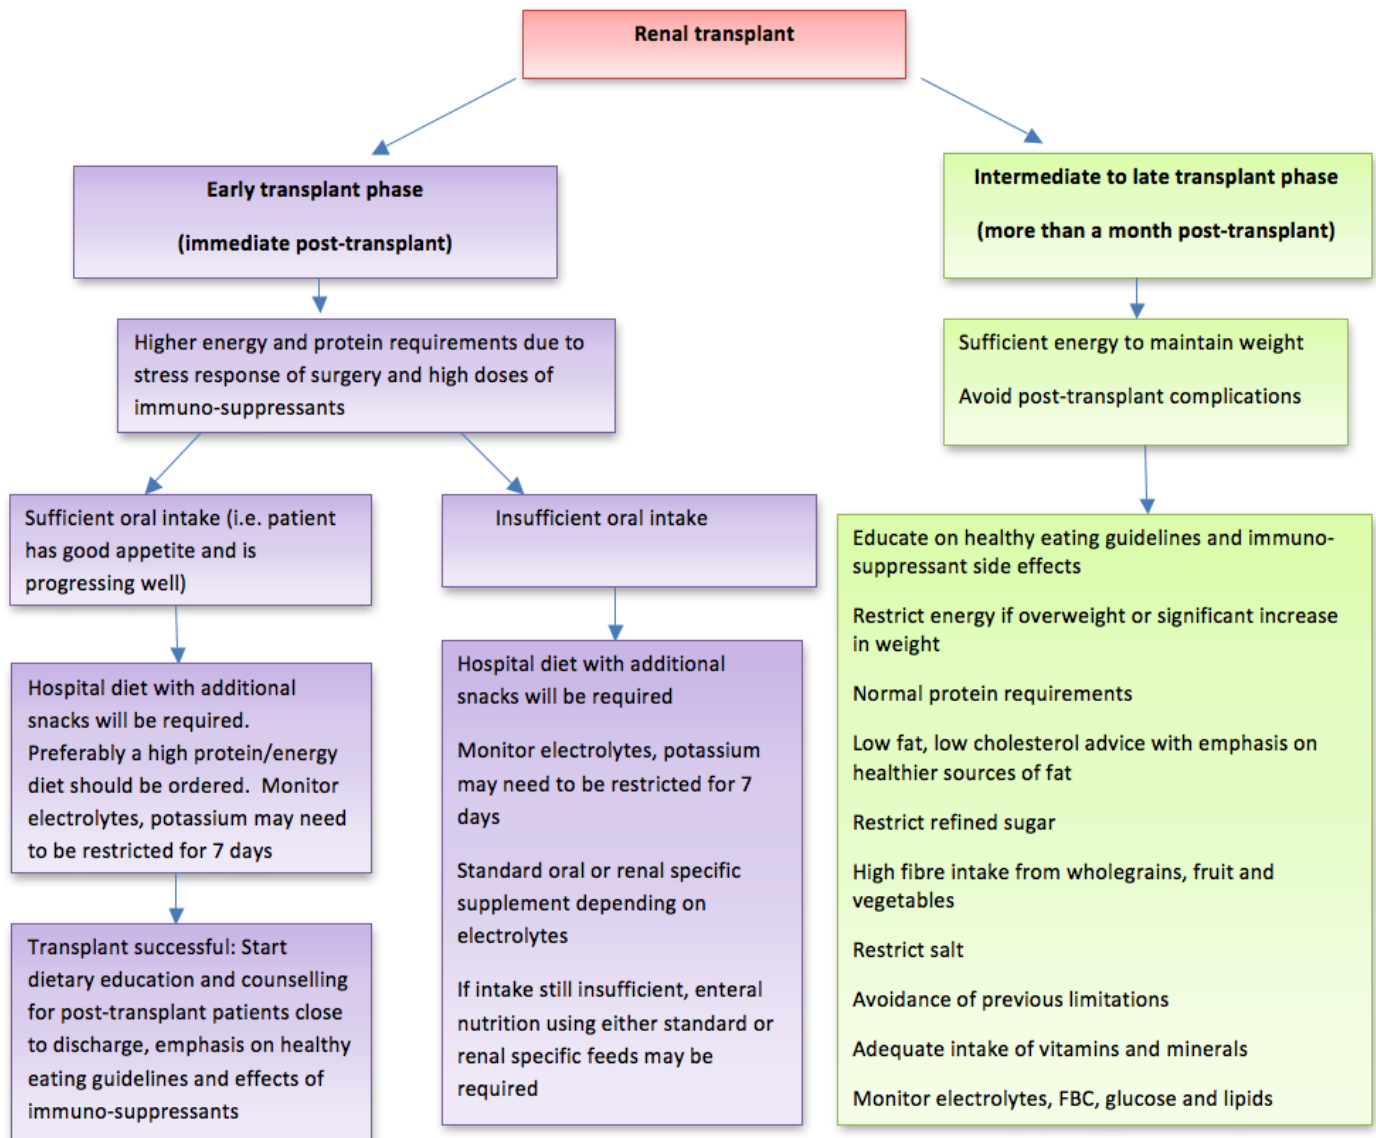 Renal transplant
Early transplant phase
(immediate post-transplant)
Intermediate to late transplant phase
(more than a month post-transplant)
Higher energy and protein requirements due to
stress response of surgery and high doses of
immuno-suppressants
Sufficient energy to maintain weight
Avoid post-transplant complications
Sufficient oral intake (i.e. patient
has good appetite and is
progressing well)
Insufficient oral intake
Hospital diet with additional
snacks will be required.
Preferably a high protein/energy
diet should be ordered.  Monitor
electrolytes, potassium may need
to be restricted for 7 days
Transplant successful: Start
dietary education and counselling
for post-transplant patients close
to discharge, emphasis on healthy
eating guidelines and effects of
immuno-suppressants
Hospital diet with additional
snacks will be required
Monitor electrolytes, potassium
may need to be restricted for 7
days
Standard oral or renal specific
supplement depending on
electrolytes
If intake still insufficient, enteral
nutrition using either standard or
renal specific feeds may be
required
Educate on healthy eating guidelines and immuno-
suppressant side effects
Restrict energy if overweight or significant increase
in weight
Normal protein requirements
Low fat, low cholesterol advice with emphasis on
healthier sources of fat
Restrict refined sugar
High fibre intake from wholegrains, fruit and
vegetables
Restrict salt
Avoidance of previous limitations
Adequate intake of vitamins and minerals
Monitor electrolytes, FBC, glucose and lipids